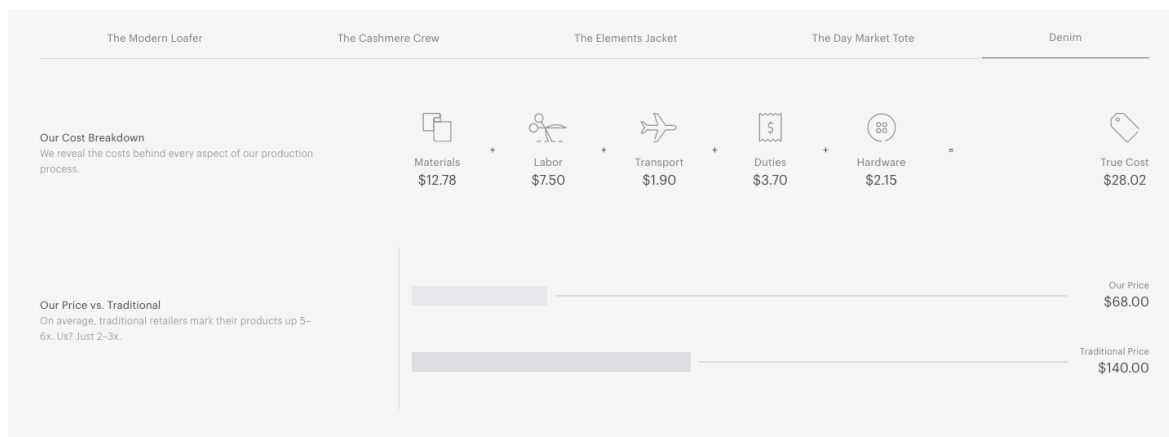 The Modern Loafer
The Cashmere Crew
The Elements Jacket
The Day Market Tote
Denim
Our Cost Breakdown
We reveal the costs behind every aspect of our production
process.
Materials + Labor + Transport + Duties + Hardware = True Cost
$12.78 $7.50 $1.90 $3.70 $2.15 $28.02
Our Price vs. Traditional
On average, traditional retailers mark their products up 5–
6x. Us? Just 2–3x.
Our Price
$68.00
Traditional Price
$140.00